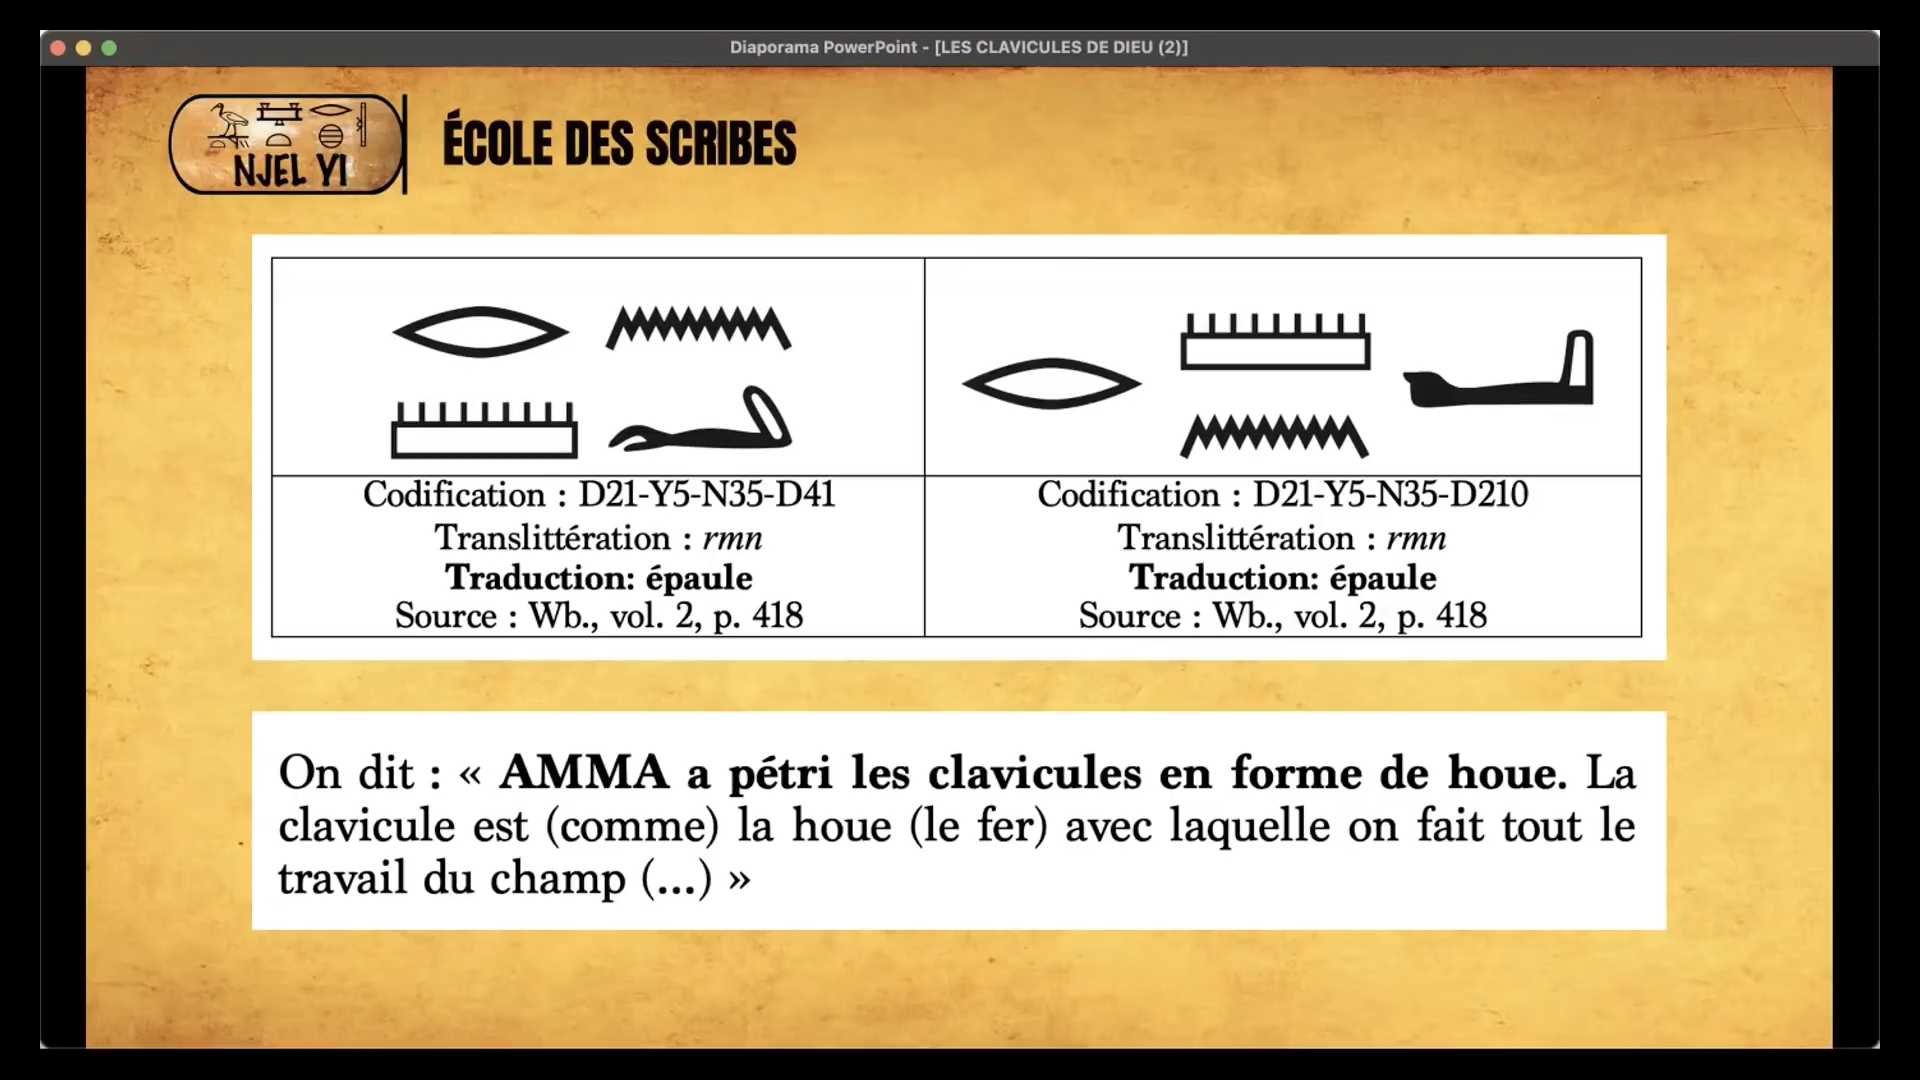 Diaporama PowerPoint - [LES CLAVICULES DE DIEU (2)]
NJEL YI
ÉCOLE DES SCRIBES
Codification : D21-Y5-N35-D41
Translittération : rmn
Traduction: épaule
Source : Wb., vol. 2, p. 418
Codification : D21-Y5-N35-D210
Translittération : rmn
Traduction: épaule
Source : Wb., vol. 2, p. 418
On dit : « AMMA a pétri les clavicules en forme de houe. La
clavicule est (comme) la houe (le fer) avec laquelle on fait tout le
travail du champ (...) »